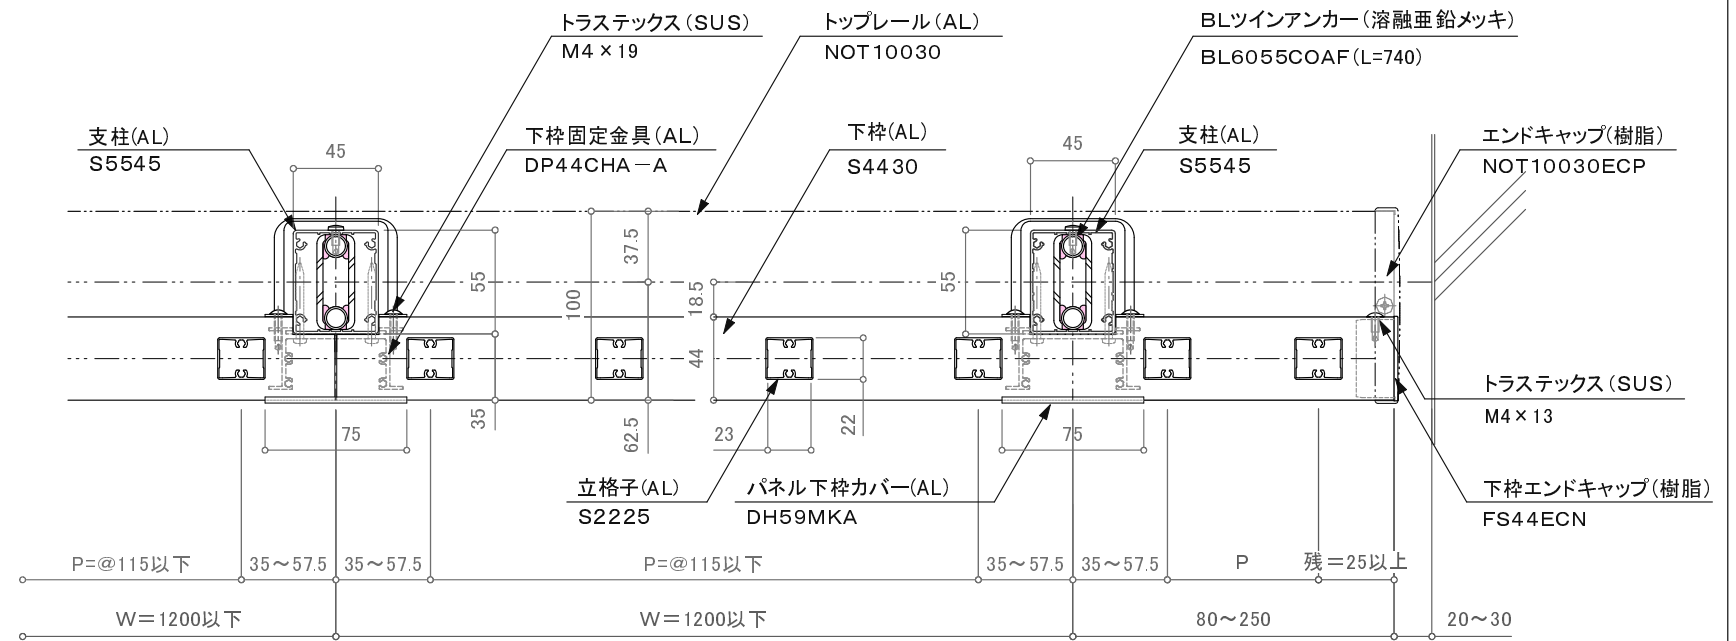 トラステックス(SUS)
M4×19
トップレール(AL)
NOT10030
BLツインアンカー(溶融亜鉛メッキ)
BL6055COAF(L=740)
支柱(AL)
S5545
下枠固定金具(AL)
DP44CHA－A
下枠(AL)
S4430
支柱(AL)
S5545
エンドキャップ(樹脂)
NOT10030ECP
45
45
55
100
37.5
18.5
55
44
35
62.5
22
75
23
75
トラステックス(SUS)
M4×13
立格子(AL)
S2225
パネル下枠カバー(AL)
DH59MKA
下枠エンドキャップ(樹脂)
FS44ECN
P=@115以下
35～57.5
35～57.5
P=@115以下
35～57.5
35～57.5
P
残＝25以上
W＝1200以下
W＝1200以下
80～250
20～30